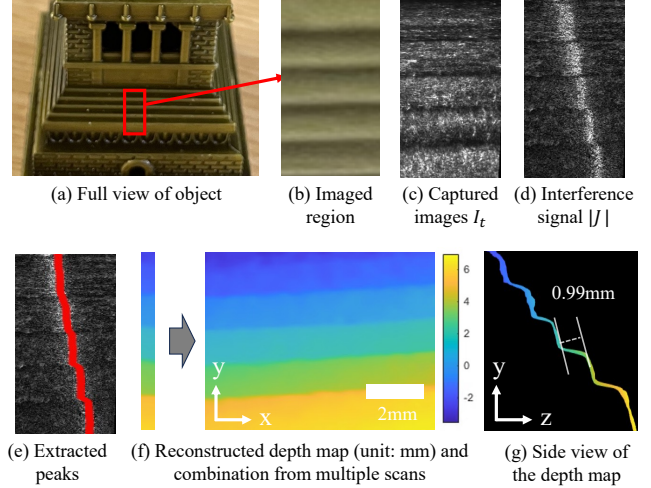 (a) Full view of object
(b) Imaged
region
(c) Captured
images I_t
(d) Interference
signal |J|
6
4
2
0
-2
y
x
2mm
0.99mm
y
z
(e) Extracted
peaks
(f) Reconstructed depth map (unit: mm) and
combination from multiple scans
(g) Side view of
the depth map